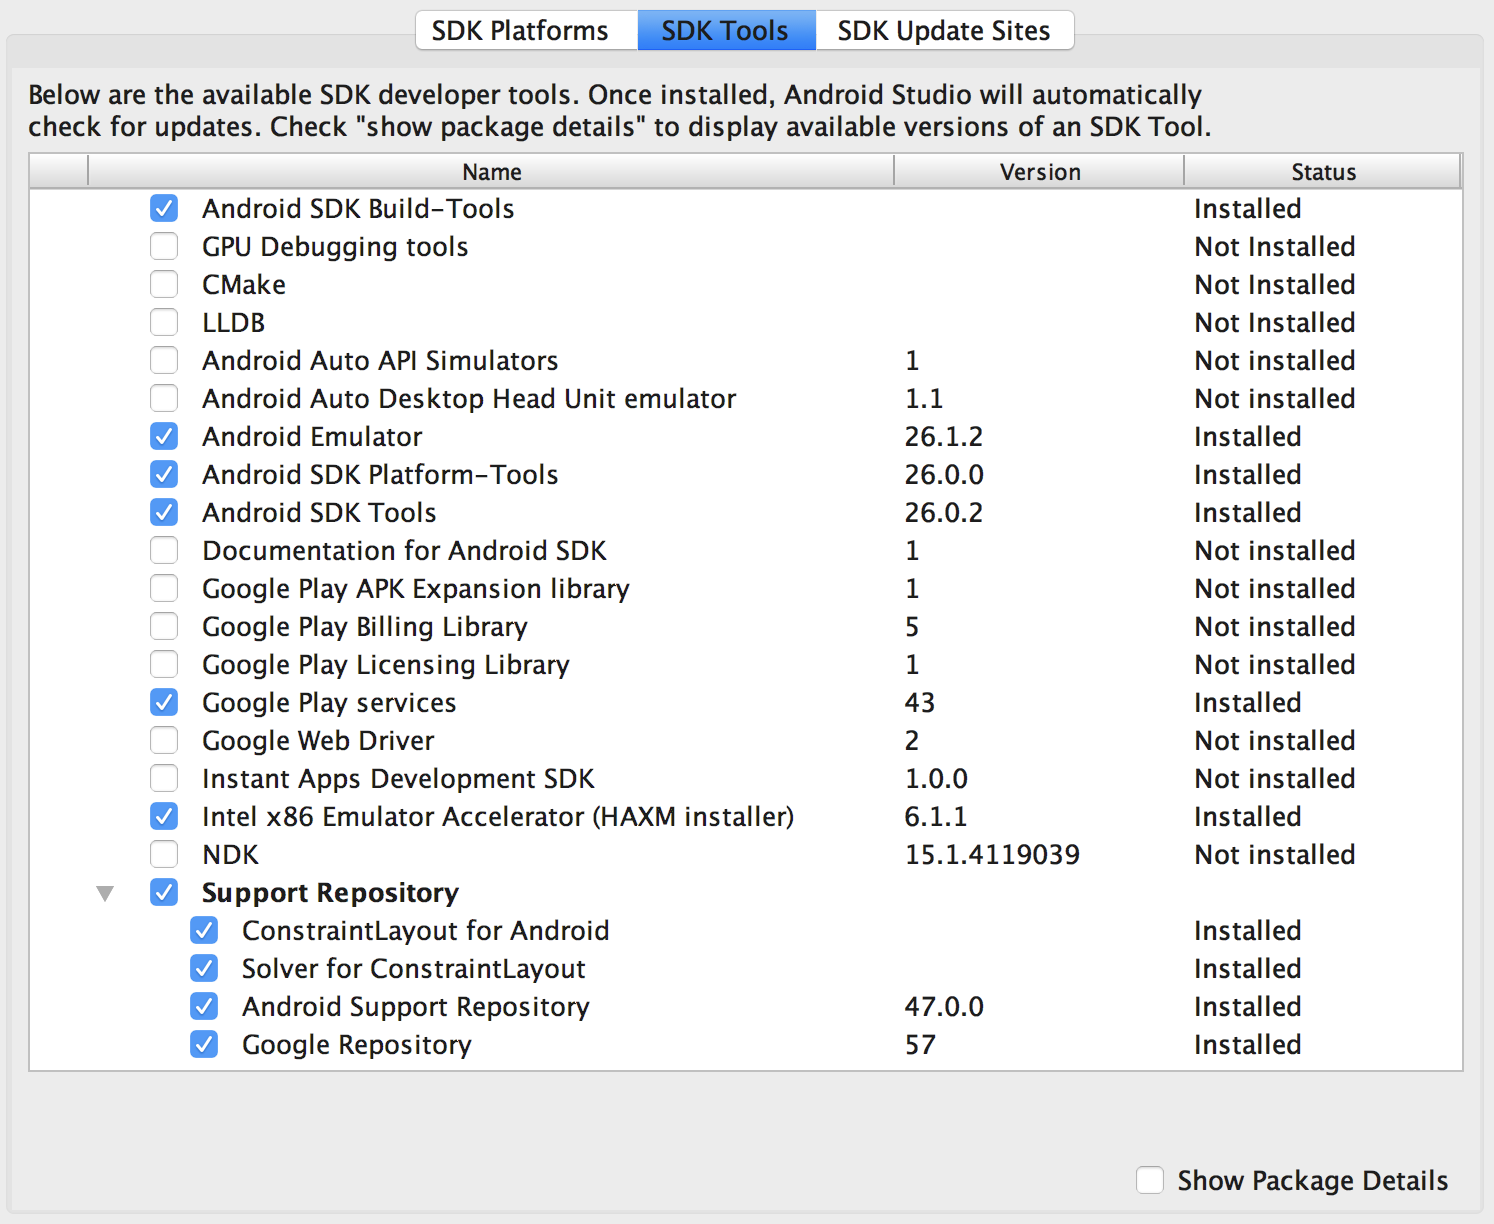 SDK Platforms SDK Tools SDK Update Sites
Below are the available SDK developer tools. Once installed, Android Studio will automatically
check for updates. Check "show package details" to display available versions of an SDK Tool.
Name Version Status
Android SDK Build-Tools Installed
GPU Debugging tools Not Installed
CMake Not Installed
LLDB Not Installed
Android Auto API Simulators 1 Not installed
Android Auto Desktop Head Unit emulator 1.1 Not installed
Android Emulator 26.1.2 Installed
Android SDK Platform-Tools 26.0.0 Installed
Android SDK Tools 26.0.2 Installed
Documentation for Android SDK 1 Not installed
Google Play APK Expansion library 1 Not installed
Google Play Billing Library 5 Not installed
Google Play Licensing Library 1 Not installed
Google Play services 43 Installed
Google Web Driver 2 Not installed
Instant Apps Development SDK 1.0.0 Not installed
Intel x86 Emulator Accelerator (HAXM installer) 6.1.1 Installed
NDK 15.1.4119039 Not installed
Support Repository
ConstraintLayout for Android Installed
Solver for ConstraintLayout Installed
Android Support Repository 47.0.0 Installed
Google Repository 57 Installed
Show Package Details